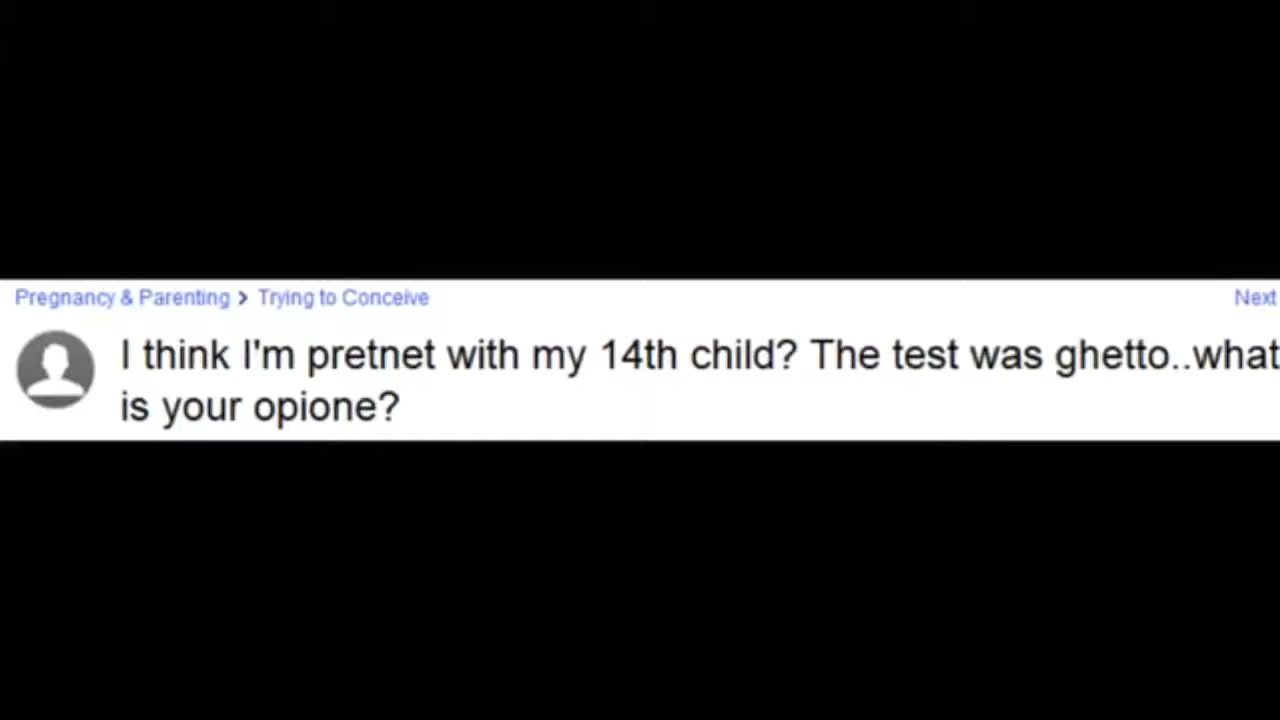 Pregnancy & Parenting > Trying to Conceive Next
I think I'm pretnet with my 14th child? The test was ghetto..what
is your opione?